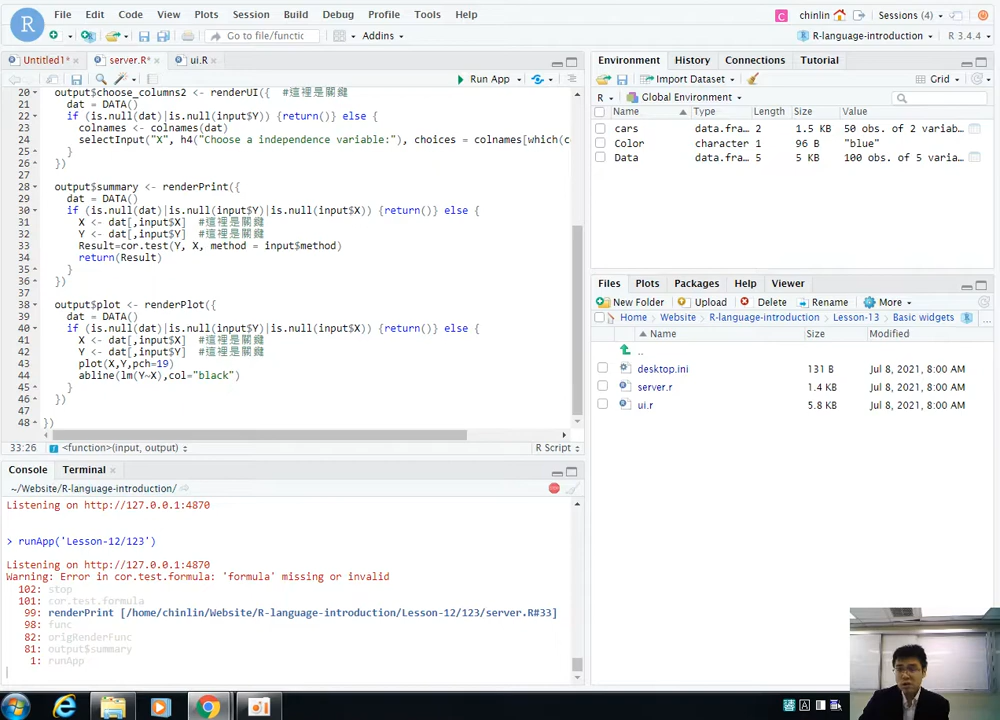 File Edit Code View Plots Session Build Debug Profile Tools Help
C chinlin Sessions (4)
Go to file/function Addins R-language-introduction R 3.4.4
Untitled1* server.R* ui.R
Run App
20 output$choose_columns2 <- renderUI({ #這裡是關鍵
21 dat = DATA()
22 if (is.null(dat)|is.null(input$Y)) {return()} else {
23 colnames <- colnames(dat)
24 selectInput("X", h4("Choose a independence variable:"), choices = colnames[which(c
25 }
26 })
27
28 output$summary <- renderPrint({
29 dat = DATA()
30 if (is.null(dat)|is.null(input$Y)|is.null(input$X)) {return()} else {
31 X <- dat[,input$X] #這裡是關鍵
32 Y <- dat[,input$Y] #這裡是關鍵
33 Result=cor.test(Y, X, method = input$method)
34 return(Result)
35 }
36 })
37
38 output$plot <- renderPlot({
39 dat = DATA()
40 if (is.null(dat)|is.null(input$Y)|is.null(input$X)) {return()} else {
41 X <- dat[,input$X] #這裡是關鍵
42 Y <- dat[,input$Y] #這裡是關鍵
43 plot(X,Y,pch=19)
44 abline(lm(Y~X),col="black")
45 }
46 })
47
48 })
33:26 <function>(input, output) R Script
Console Terminal
~/Website/R-language-introduction/
Listening on http://127.0.0.1:4870
> runApp('Lesson-12/123')
Listening on http://127.0.0.1:4870
Warning: Error in cor.test.formula: 'formula' missing or invalid
102: stop
101: cor.test.formula
99: renderPrint [/home/chinlin/Website/R-language-introduction/Lesson-12/123/server.R#33]
98: func
82: origRenderFunc
81: output$summary
1: runApp
Environment History Connections Tutorial
Import Dataset Grid
R Global Environment
Name Type Length Size Value
cars data.fra… 2 1.5 KB 50 obs. of 2 variab…
Color character 1 96 B "blue"
Data data.fra… 5 5 KB 100 obs. of 5 varia…
Files Plots Packages Help Viewer
New Folder Upload Delete Rename More
Home Website R-language-introduction Lesson-13 Basic widgets ...
Name Size Modified
..
desktop.ini 131 B Jul 8, 2021, 8:00 AM
server.r 1.4 KB Jul 8, 2021, 8:00 AM
ui.r 5.8 KB Jul 8, 2021, 8:00 AM